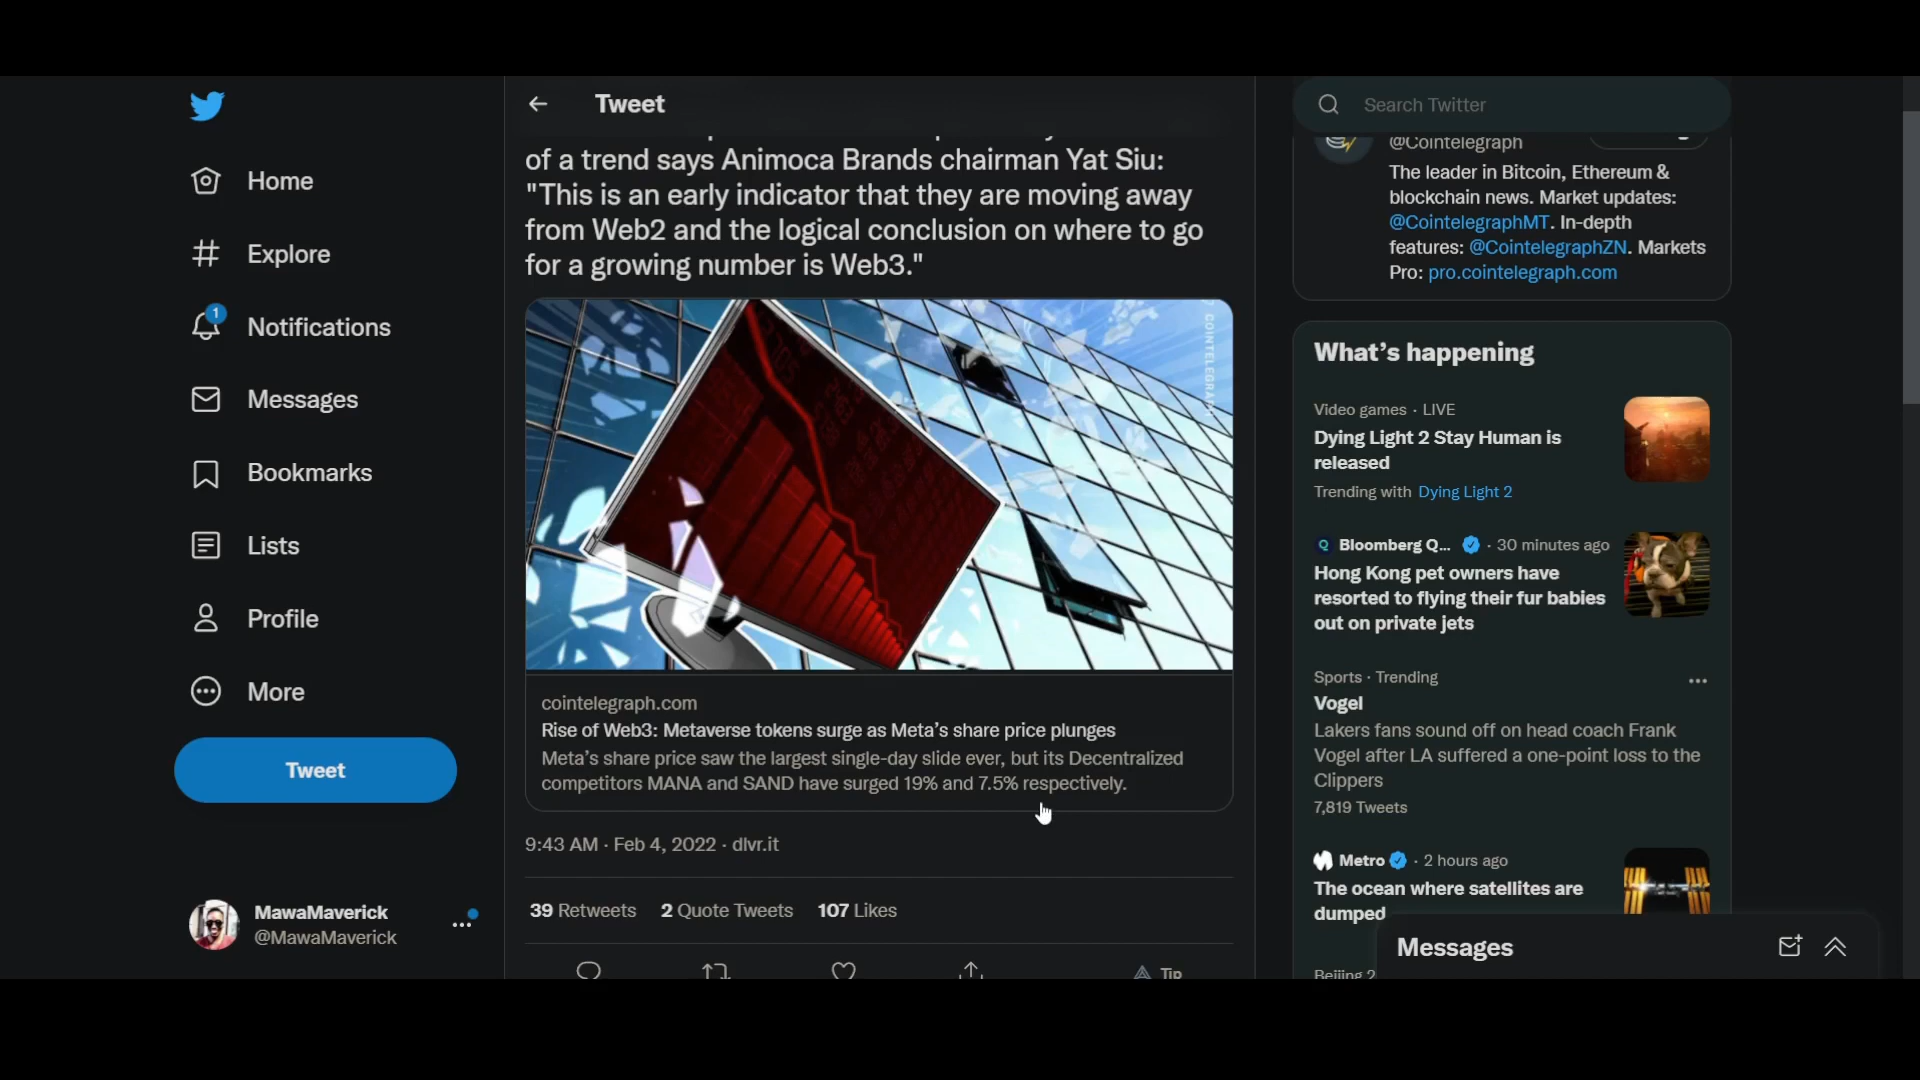 Home
Explore
1
Notifications
Messages
Bookmarks
Lists
Profile
More
Tweet
MawaMaverick
@MawaMaverick
Tweet
of a trend says Animoca Brands chairman Yat Siu:
"This is an early indicator that they are moving away
from Web2 and the logical conclusion on where to go
for a growing number is Web3."
COINTELEGRAPH
cointelegraph.com
Rise of Web3: Metaverse tokens surge as Meta's share price plunges
Meta's share price saw the largest single-day slide ever, but its Decentralized
competitors MANA and SAND have surged 19% and 7.5% respectively.
9:43 AM · Feb 4, 2022 · dlvr.it
39 Retweets 2 Quote Tweets 107 Likes
Tip
Search Twitter
@Cointelegraph
The leader in Bitcoin, Ethereum &
blockchain news. Market updates:
@CointelegraphMT. In-depth
features: @CointelegraphZN. Markets
Pro: pro.cointelegraph.com
What's happening
Video games · LIVE
Dying Light 2 Stay Human is
released
Trending with Dying Light 2
Bloomberg Q... · 30 minutes ago
Hong Kong pet owners have
resorted to flying their fur babies
out on private jets
Sports · Trending
Vogel
Lakers fans sound off on head coach Frank
Vogel after LA suffered a one-point loss to the
Clippers
7,819 Tweets
Metro · 2 hours ago
The ocean where satellites are
dumped
Beijing 2
Messages